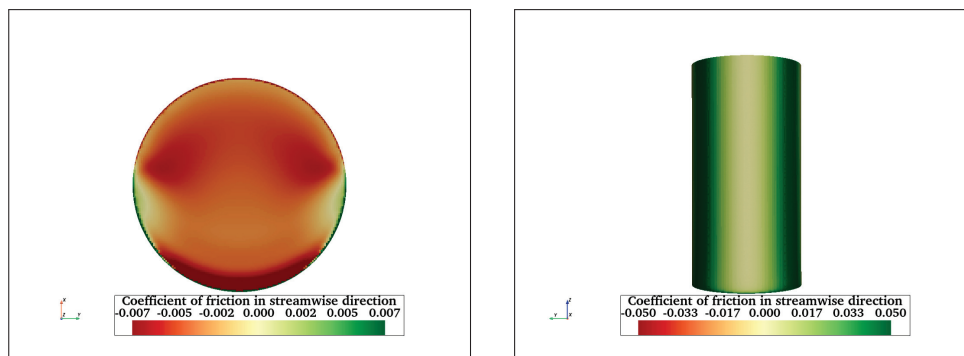 Coefficient of friction in streamwise direction
-0.007 -0.005 -0.002 0.000 0.002 0.005 0.007
X
Z Y
Coefficient of friction in streamwise direction
-0.050 -0.033 -0.017 0.000 0.017 0.033 0.050
Z
Y X